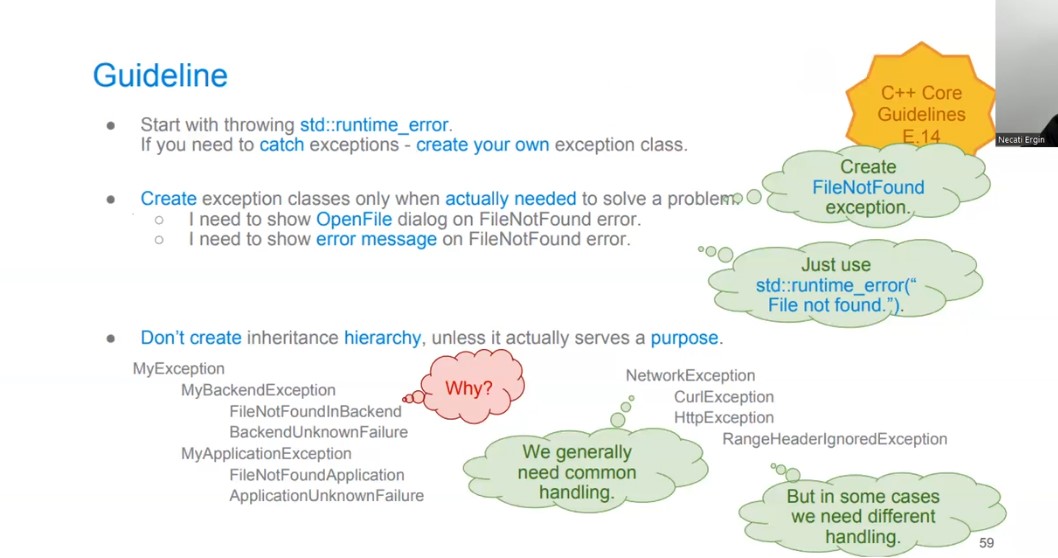 Guideline
C++ Core
Guidelines
E.14
Necati Ergin
● Start with throwing std::runtime_error.
If you need to catch exceptions - create your own exception class.
● Create exception classes only when actually needed to solve a problem.
○ I need to show OpenFile dialog on FileNotFound error.
○ I need to show error message on FileNotFound error.
Create
FileNotFound
exception.
Just use
std::runtime_error("
File not found.").
● Don't create inheritance hierarchy, unless it actually serves a purpose.
MyException
MyBackendException
FileNotFoundInBackend
BackendUnknownFailure
MyApplicationException
FileNotFoundApplication
ApplicationUnknownFailure
Why?
NetworkException
CurlException
HttpException
RangeHeaderIgnoredException
We generally
need common
handling.
But in some cases
we need different
handling.
59